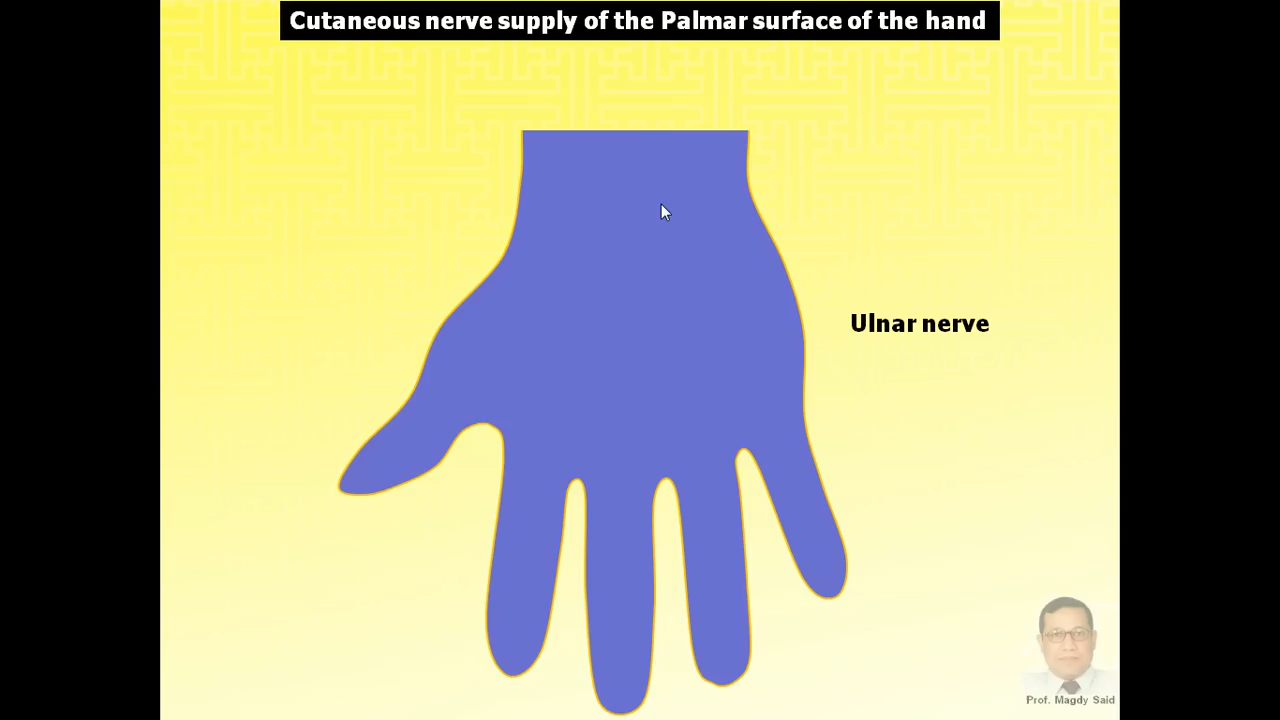 Cutaneous nerve supply of the Palmar surface of the hand
Ulnar nerve
Prof. Magdy Said